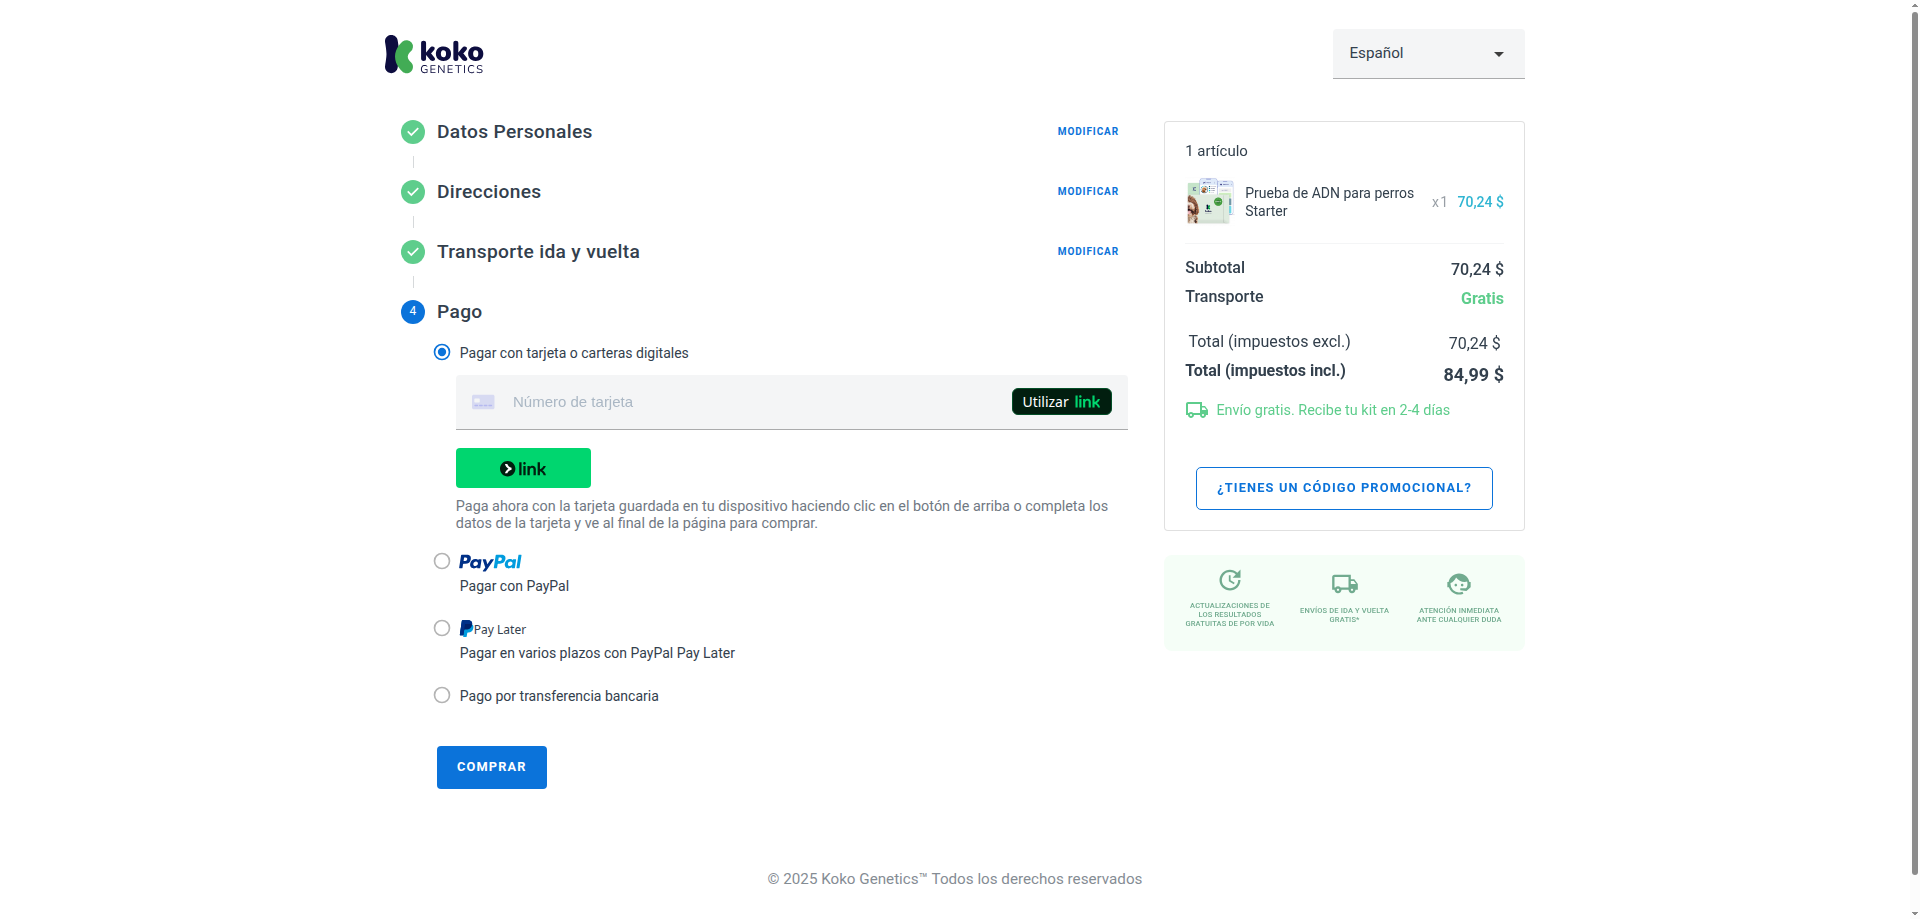 koko
GENETICS
Español
Datos Personales
MODIFICAR
Direcciones
MODIFICAR
Transporte ida y vuelta
MODIFICAR
4
Pago
Pagar con tarjeta o carteras digitales
Número de tarjeta
Utilizar link
link
Paga ahora con la tarjeta guardada en tu dispositivo haciendo clic en el botón de arriba o completa los
datos de la tarjeta y ve al final de la página para comprar.
PayPal
Pagar con PayPal
Pay Later
Pagar en varios plazos con PayPal Pay Later
Pago por transferencia bancaria
COMPRAR
1 artículo
Prueba de ADN para perros
Starter
x1 70,24 $
Subtotal
70,24 $
Transporte
Gratis
Total (impuestos excl.)
70,24 $
Total (impuestos incl.)
84,99 $
Envío gratis. Recibe tu kit en 2-4 días
¿TIENES UN CÓDIGO PROMOCIONAL?
ACTUALIZACIONES DE
LOS RESULTADOS
GRATUITAS DE POR VIDA
ENVÍOS DE IDA Y VUELTA
GRATIS*
ATENCIÓN INMEDIATA
ANTE CUALQUIER DUDA
© 2025 Koko Genetics™ Todos los derechos reservados